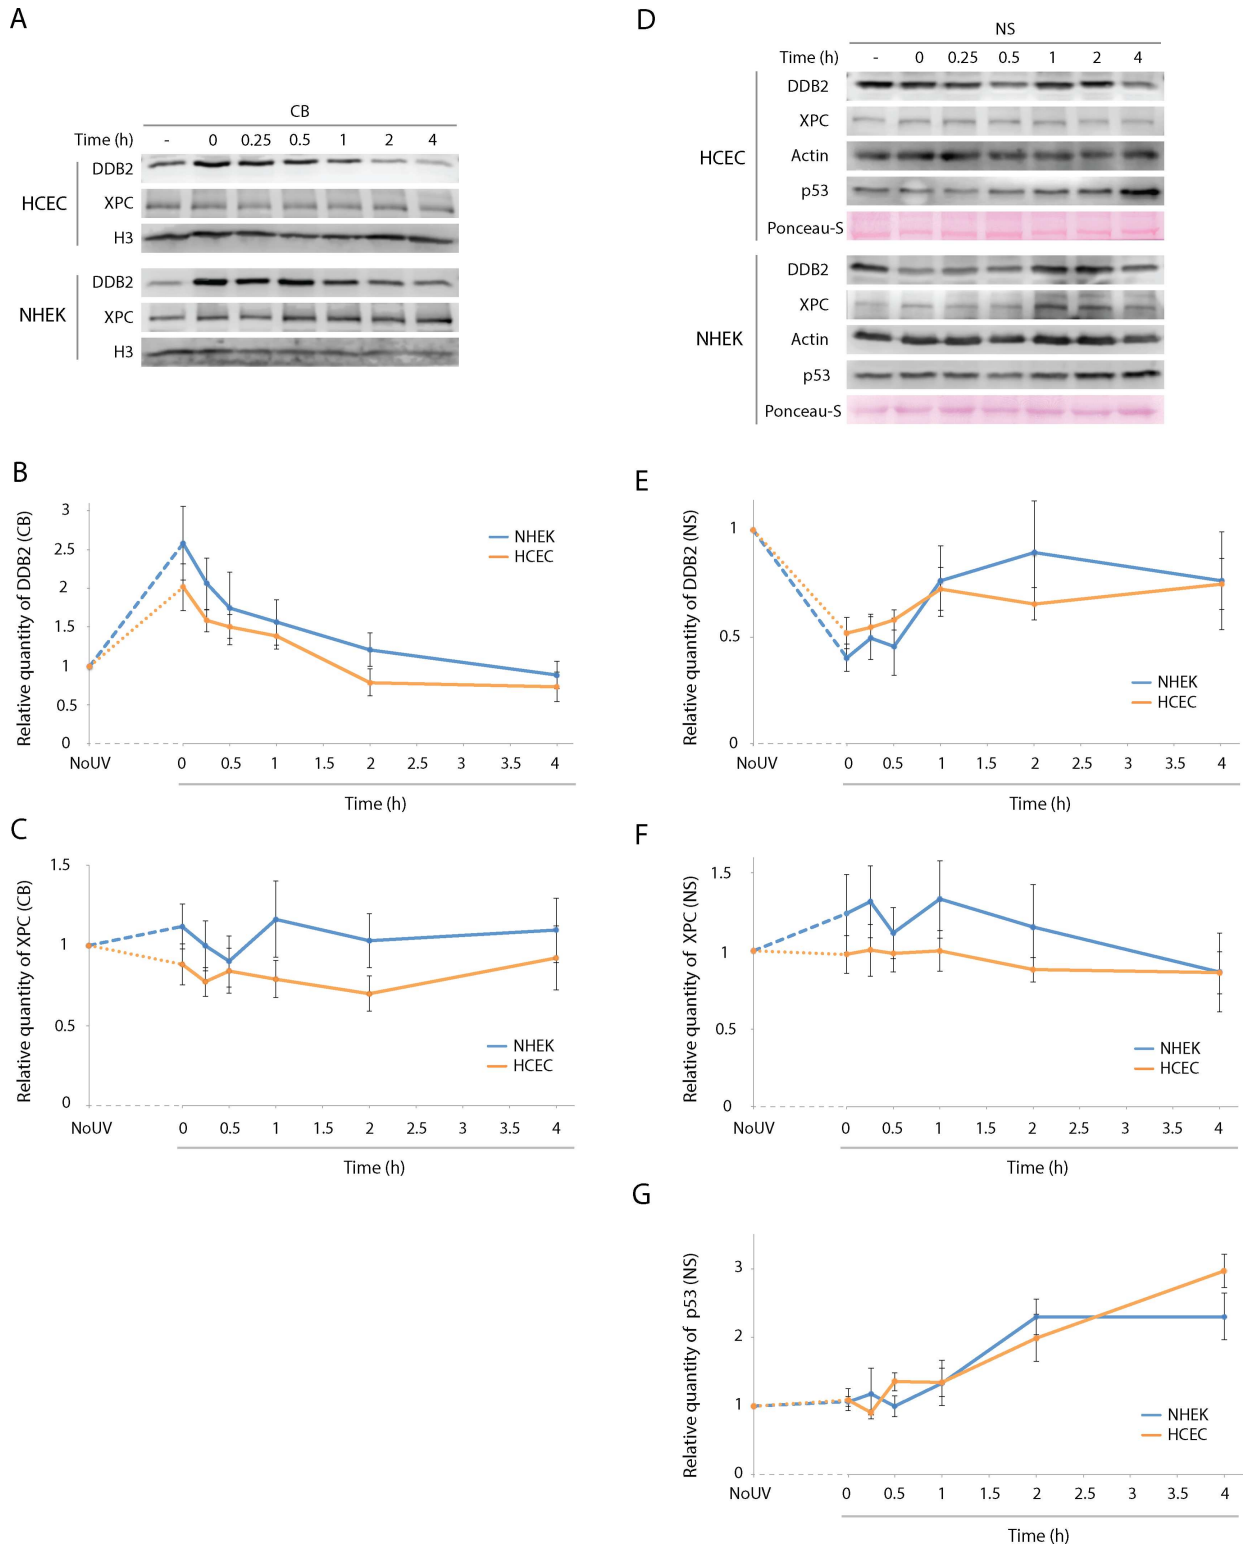 A
CB
Time (h) - 0 0.25 0.5 1 2 4
HCEC
DDB2
XPC
H3
NHEK
DDB2
XPC
H3
B
Relative quantity of DDB2 (CB)
3
2.5
2
1.5
1
0.5
0
NHEK
HCEC
NoUV 0 0.5 1 1.5 2 2.5 3 3.5 4
Time (h)
C
Relative quantity of XPC (CB)
1.5
1
0.5
0
NHEK
HCEC
NoUV 0 0.5 1 1.5 2 2.5 3 3.5 4
Time (h)
D
NS
Time (h) - 0 0.25 0.5 1 2 4
HCEC
DDB2
XPC
Actin
p53
Ponceau-S
NHEK
DDB2
XPC
Actin
p53
Ponceau-S
E
Relative quantity of DDB2 (NS)
1
0.5
0
NHEK
HCEC
NoUV 0 0.5 1 1.5 2 2.5 3 3.5 4
Time (h)
F
Relative quantity of XPC (NS)
1.5
1
0.5
0
NHEK
HCEC
NoUV 0 0.5 1 1.5 2 2.5 3 3.5 4
Time (h)
G
Relative quantity of p53 (NS)
3
2
1
0
NHEK
HCEC
NoUV 0 0.5 1 1.5 2 2.5 3 3.5 4
Time (h)